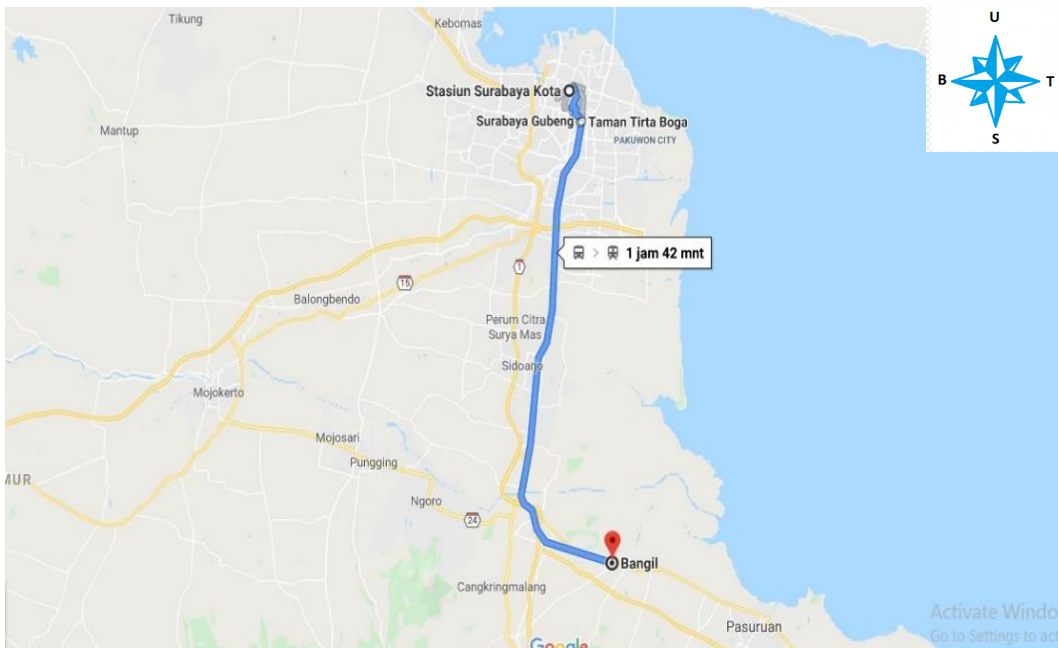 Tikung
Kebomas
U
B
T
S
Stasiun Surabaya Kota
Surabaya Gubeng
Taman Tirta Boga
PAKUWON CITY
Mantup
1 jam 42 mnt
1
15
Balongbendo
Perum Citra
Surya Mas
Sidoarjo
Mojokerto
Mojosari
Pungging
MUR
Ngoro
24
Bangil
Cangkringmalang
Pasuruan
Google
Activate Windo
Go to Settings to act